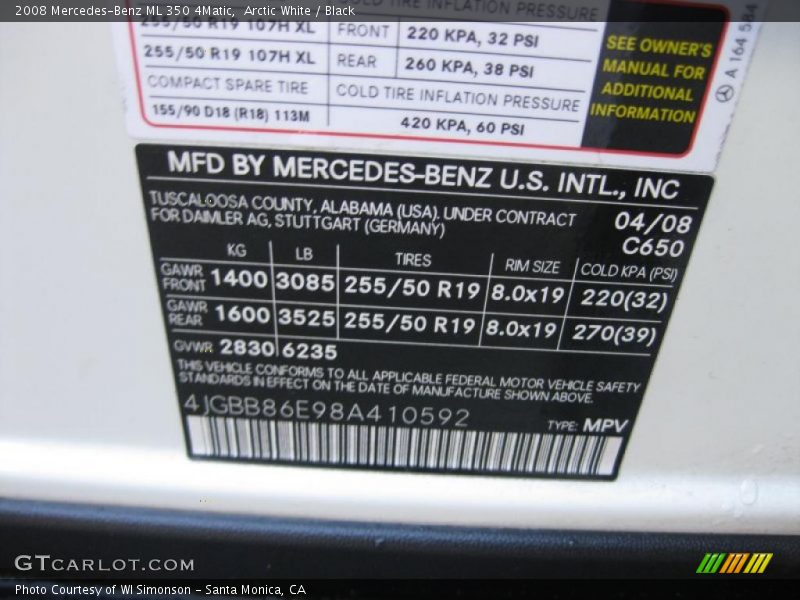 2008 Mercedes-Benz ML 350 4Matic, Arctic White / Black
COLD TIRE INFLATION PRESSURE
255/50 R19 107H XL FRONT 220 KPA, 32 PSI
255/50 R19 107H XL REAR 260 KPA, 38 PSI
COMPACT SPARE TIRE COLD TIRE INFLATION PRESSURE
155/90 D18 (R18) 113M 420 KPA, 60 PSI
SEE OWNER'S
MANUAL FOR
ADDITIONAL
INFORMATION
A 164 584
MFD BY MERCEDES-BENZ U.S. INTL., INC
TUSCALOOSA COUNTY, ALABAMA (USA). UNDER CONTRACT 04/08
FOR DAIMLER AG, STUTTGART (GERMANY) C650
KG LB TIRES RIM SIZE COLD KPA (PSI)
GAWR FRONT 1400 3085 255/50 R19 8.0x19 220(32)
GAWR REAR 1600 3525 255/50 R19 8.0x19 270(39)
GVWR 2830 6235
THIS VEHICLE CONFORMS TO ALL APPLICABLE FEDERAL MOTOR VEHICLE SAFETY
STANDARDS IN EFFECT ON THE DATE OF MANUFACTURE SHOWN ABOVE.
4JGBB86E98A410592 TYPE: MPV
GTCARLOT.COM
Photo Courtesy of WI Simonson - Santa Monica, CA